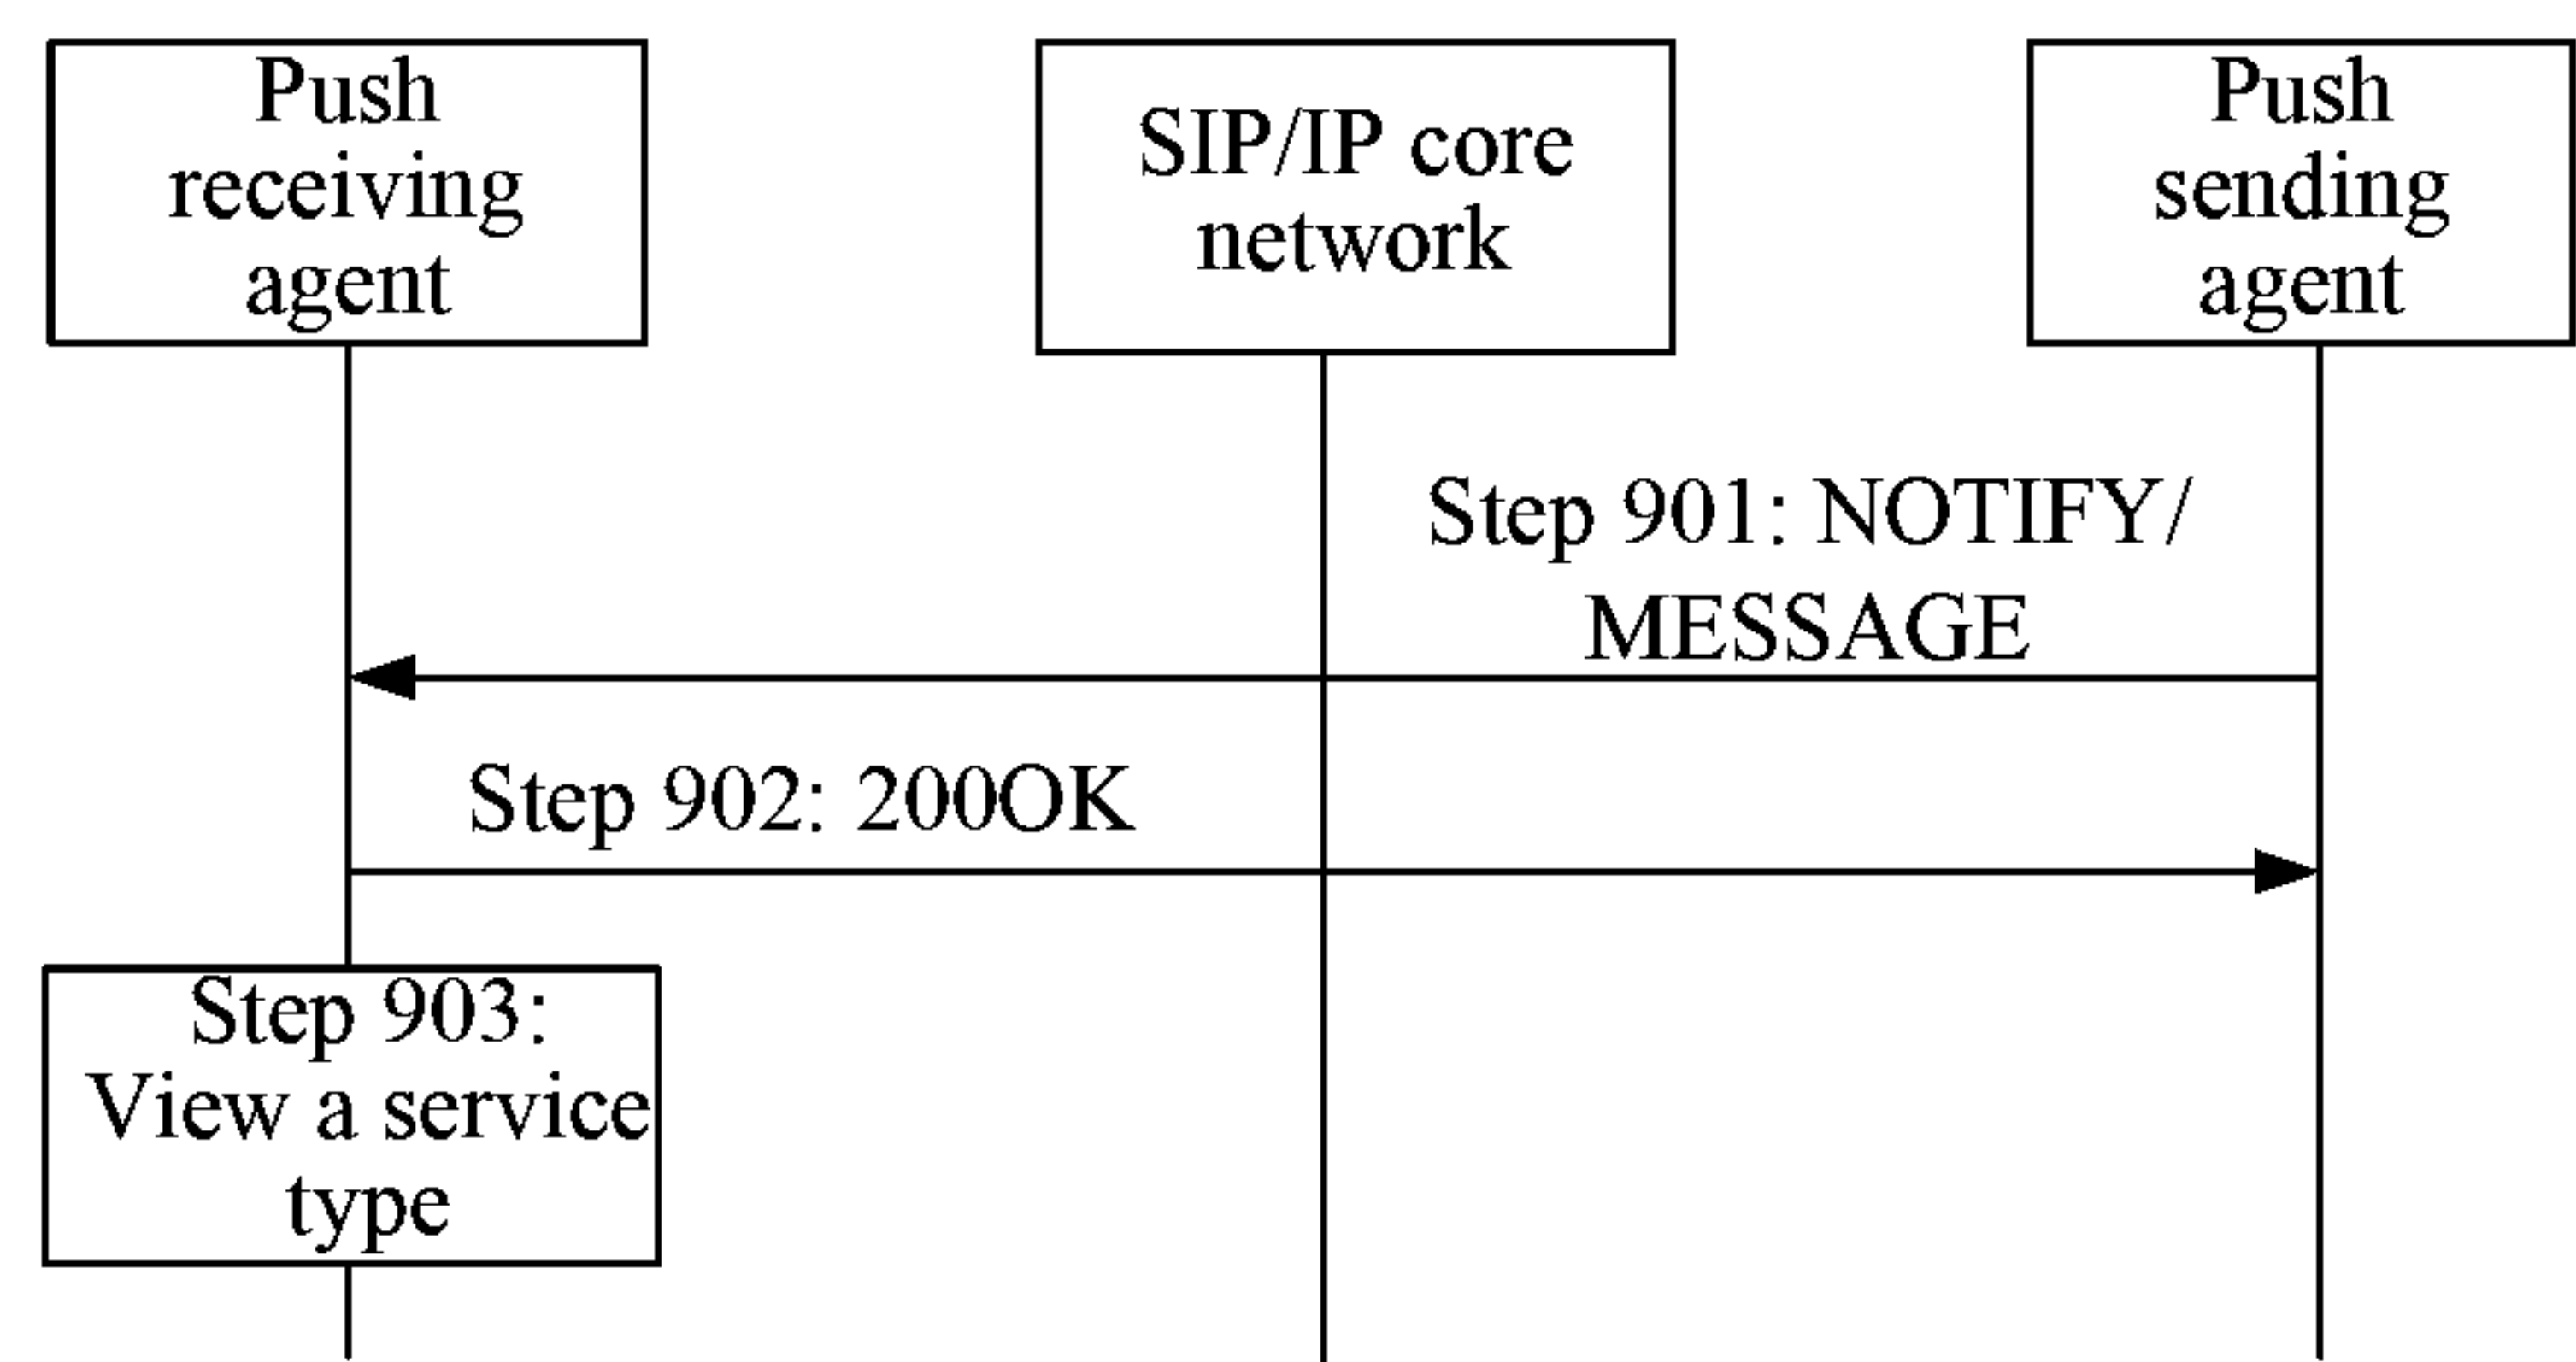 Push
receiving
agent
SIP/IP core
network
Push
sending
agent
Step 901: NOTIFY/
MESSAGE
Step 902: 200OK
Step 903:
View a service
type